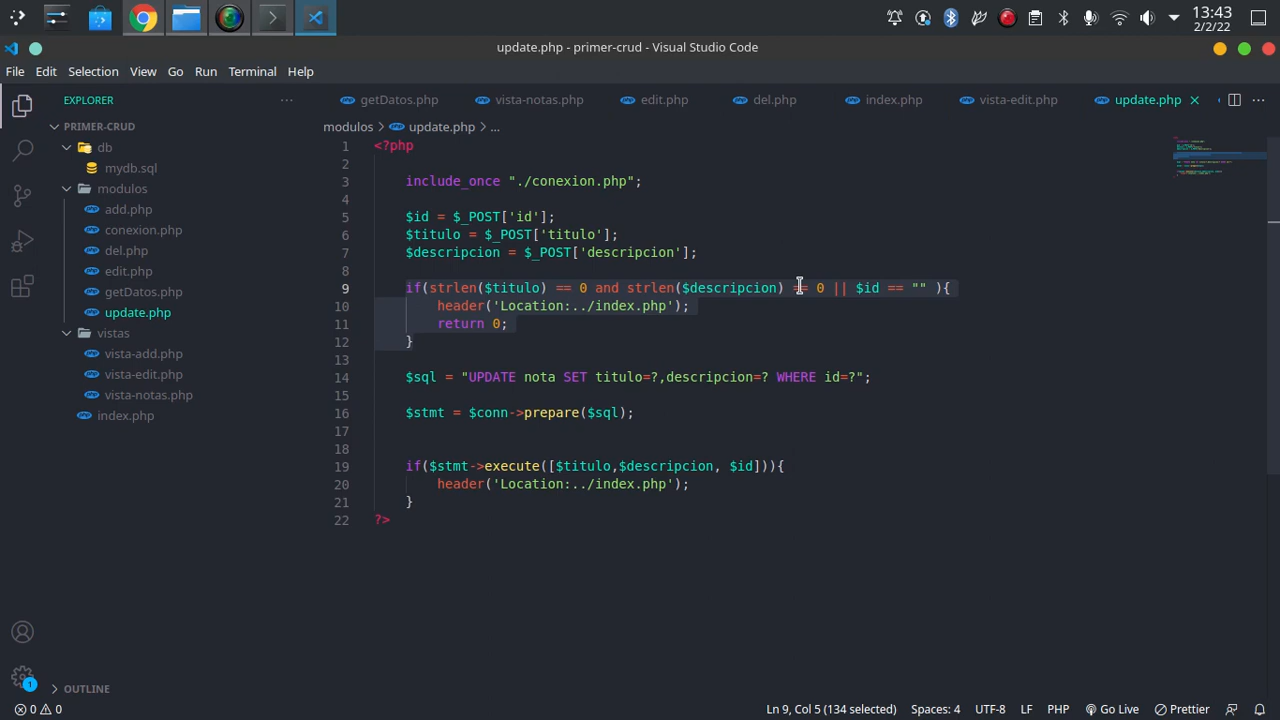 13:43
2/2/22
update.php - primer-crud - Visual Studio Code
File Edit Selection View Go Run Terminal Help
EXPLORER
getDatos.php vista-notas.php edit.php del.php index.php vista-edit.php update.php
PRIMER-CRUD
modulos > update.php > ...
db
mydb.sql
modulos
add.php
conexion.php
del.php
edit.php
getDatos.php
update.php
vistas
vista-add.php
vista-edit.php
vista-notas.php
index.php
1 <?php
2
3 include_once "./conexion.php";
4
5 $id = $_POST['id'];
6 $titulo = $_POST['titulo'];
7 $descripcion = $_POST['descripcion'];
8
9 if(strlen($titulo) == 0 and strlen($descripcion) == 0 || $id == "" ){
10 header('Location:../index.php');
11 return 0;
12 }
13
14 $sql = "UPDATE nota SET titulo=?,descripcion=? WHERE id=?";
15
16 $stmt = $conn->prepare($sql);
17
18
19 if($stmt->execute([$titulo,$descripcion, $id])){
20 header('Location:../index.php');
21 }
22 ?>
1
OUTLINE
0 0 Ln 9, Col 5 (134 selected) Spaces: 4 UTF-8 LF PHP Go Live Prettier